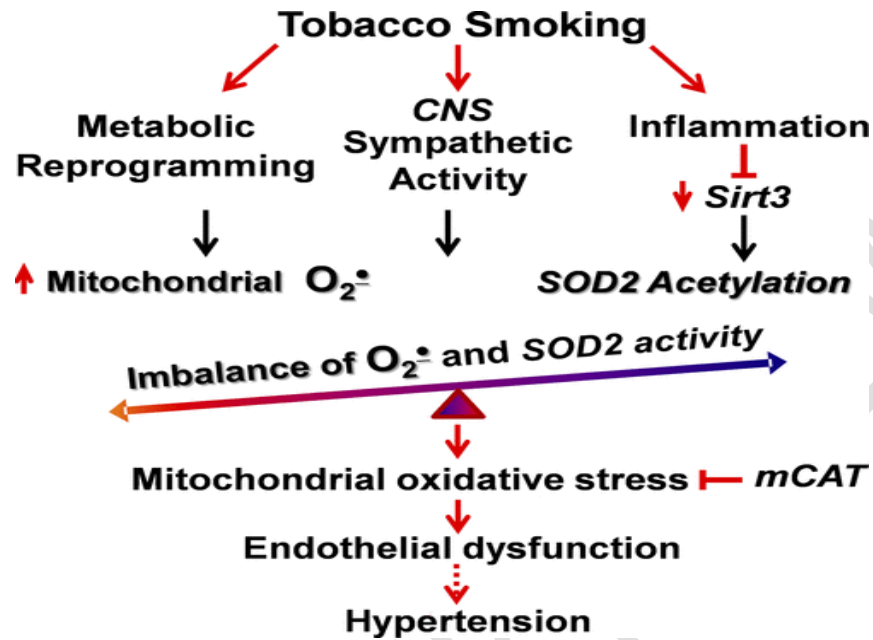 Tobacco Smoking
Metabolic
Reprogramming
CNS
Sympathetic
Activity
Inflammation
Sirt3
Mitochondrial O₂•̲
SOD2 Acetylation
Imbalance of O₂•̲ and SOD2 activity
Mitochondrial oxidative stress
mCAT
Endothelial dysfunction
Hypertension